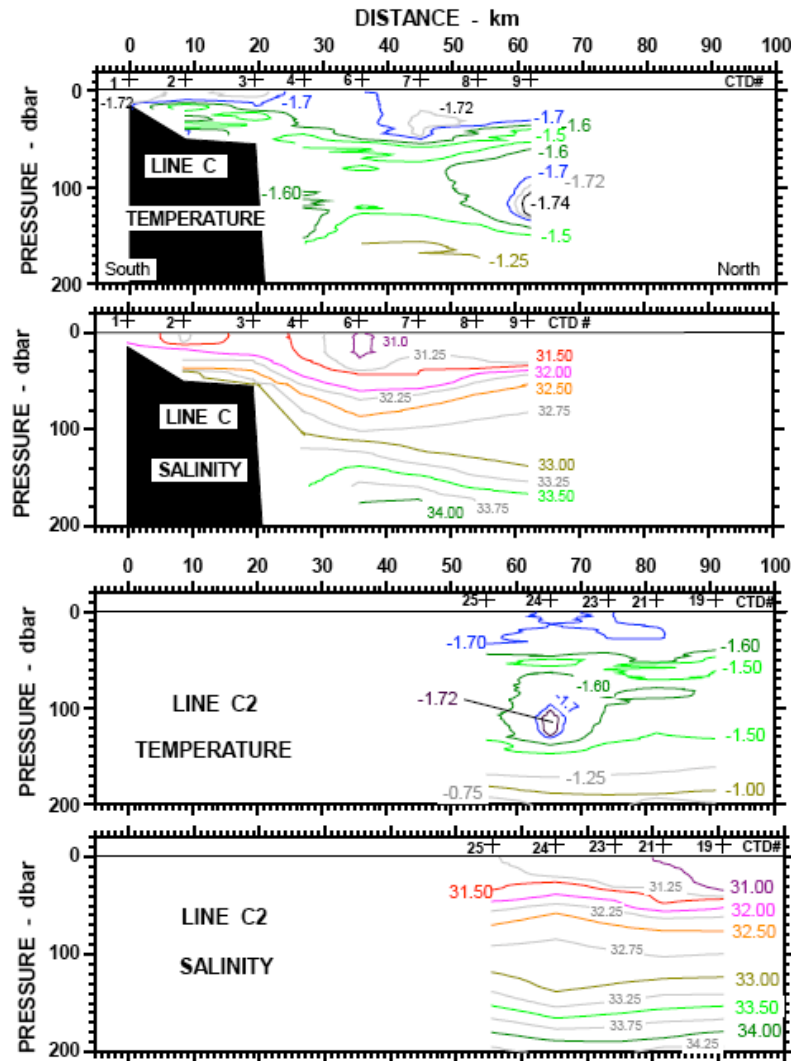 DISTANCE - km
0 10 20 30 40 50 60 70 80 90 100
1 2 3 4 6 7 8 9 CTD#
0
-1.72 -1.7 -1.72 -1.7 -1.6
-1.5
LINE C -1.6
-1.7
100 -1.60 -1.72
-1.74
TEMPERATURE
-1.5
-1.25
South North
200
PRESSURE - dbar
1 2 3 4 6 7 8 9 CTD #
0
31.0 31.25 31.50
32.00
32.25 32.50
32.75
LINE C
100
33.00
SALINITY 33.25
33.50
34.00 33.75
200
PRESSURE - dbar
0 10 20 30 40 50 60 70 80 90 100
25 24 23 21 19 CTD#
0
-1.70 -1.60
-1.50
-1.60
-1.72 -1.7
LINE C2
100
TEMPERATURE -1.50
-1.25
-0.75 -1.00
200
PRESSURE - dbar
25 24 23 21 19 CTD#
0
31.50 31.25 31.00
32.00
LINE C2 32.25 32.50
32.75
100
SALINITY 33.00
33.25
33.50
33.75
34.00
34.25
200
PRESSURE - dbar